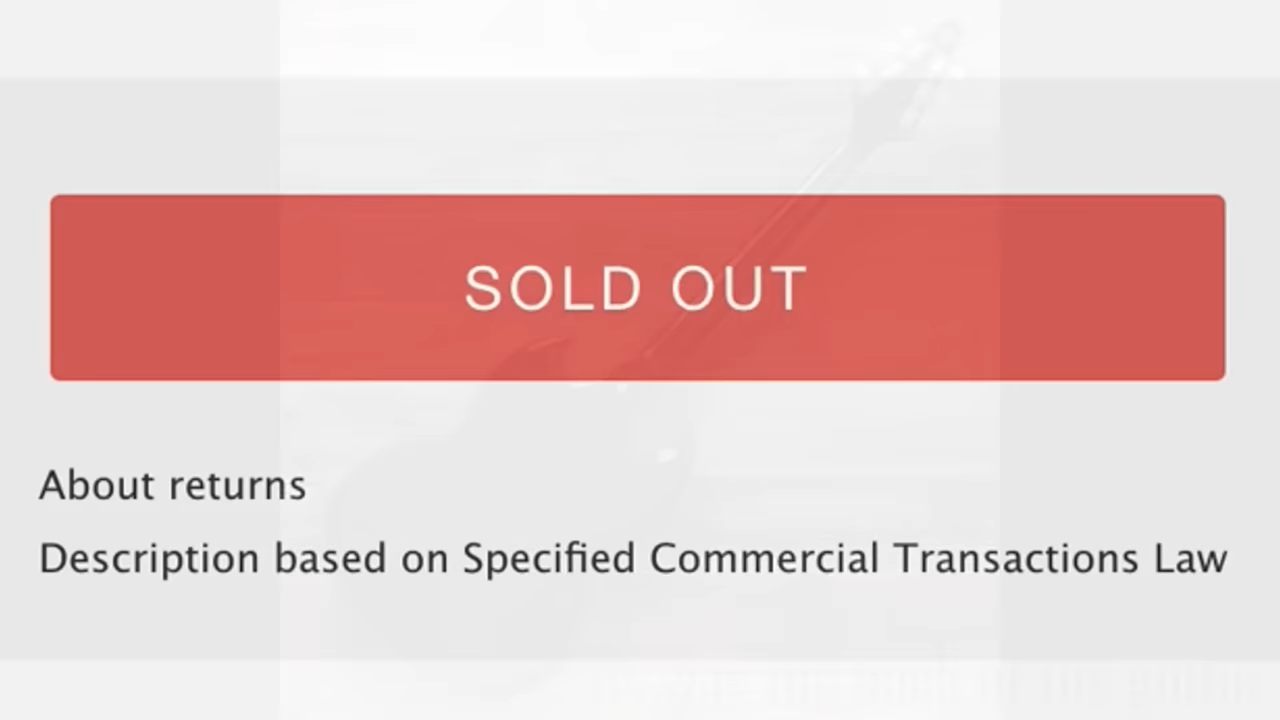 SOLD OUT
About returns
Description based on Specified Commercial Transactions Law